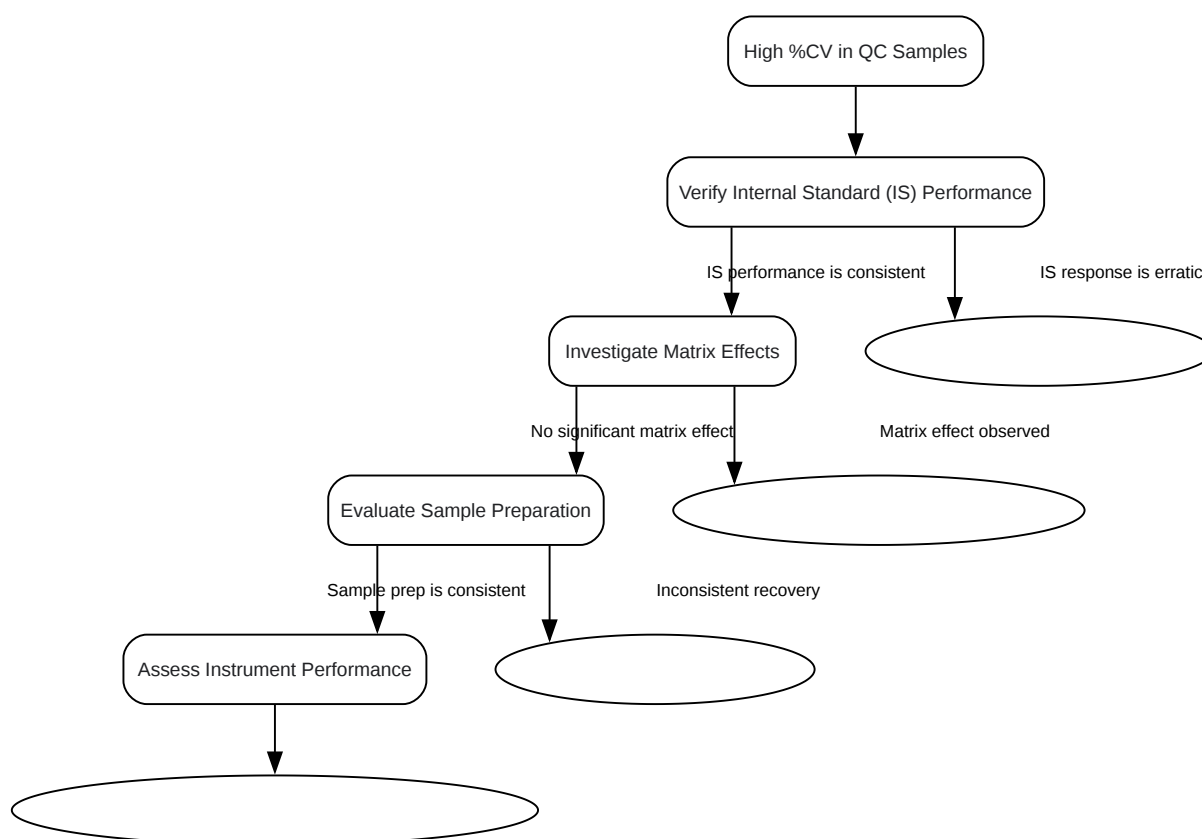 High %CV in QC Samples
Verify Internal Standard (IS) Performance
IS performance is consistent
IS response is erratic
Investigate Matrix Effects
No significant matrix effect
Matrix effect observed
Evaluate Sample Preparation
Sample prep is consistent
Inconsistent recovery
Assess Instrument Performance